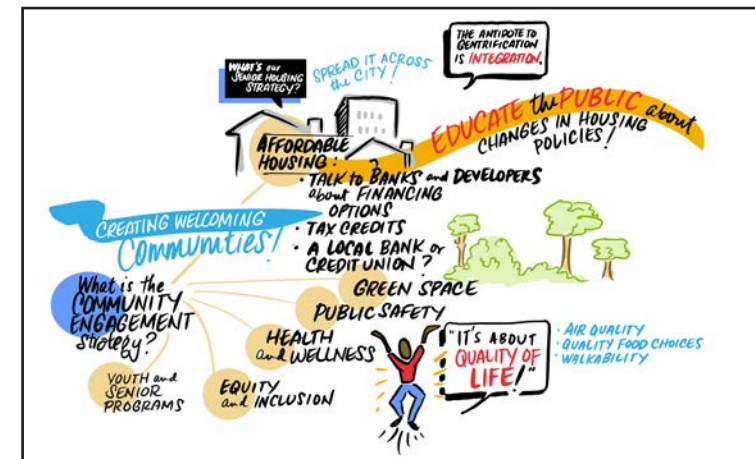 WHAT'S our
SENIOR HOUSING
STRATEGY?
SPREAD IT ACROSS
the CITY!
THE ANTIDOTE TO
GENTRIFICATION
IS INTEGRATION.
EDUCATE the PUBLIC about
CHANGES IN HOUSING
POLICIES!
AFFORDABLE
HOUSING:
• TALK TO BANKS and DEVELOPERS
about FINANCING
OPTIONS
• TAX CREDITS
• A LOCAL BANK or
CREDIT UNION?
CREATING WELCOMING
COMMUNITIES!
What is the
COMMUNITY
ENGAGEMENT
Strategy?
GREEN SPACE
PUBLIC SAFETY
HEALTH
and WELLNESS
EQUITY
and INCLUSION
YOUTH and
SENIOR
PROGRAMS
"IT'S ABOUT
QUALITY OF
LIFE!"
• AIR QUALITY
• QUALITY FOOD CHOICES
• WALKABILITY